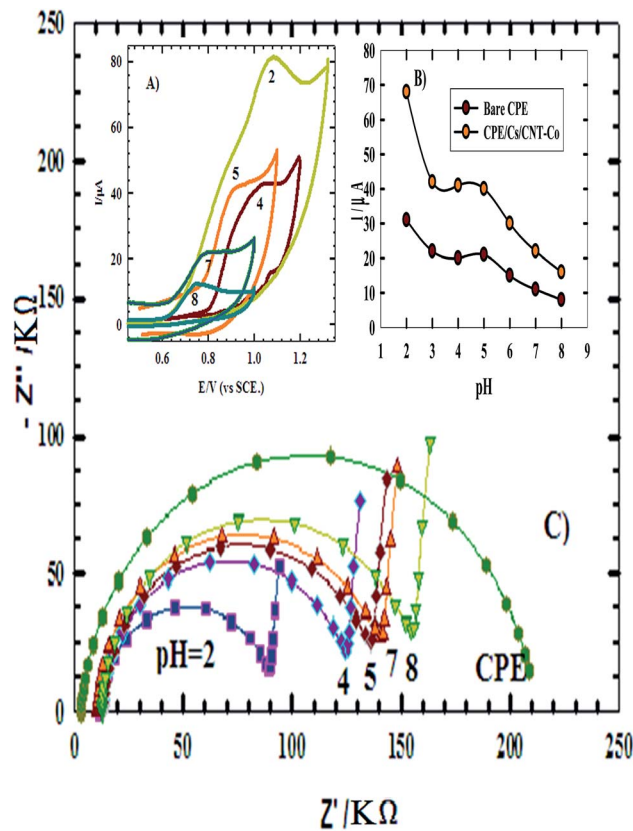 250
200
150
100
50
0
- Z'' /KΩ
0
50
100
150
200
250
Z' /KΩ
A)
80
60
40
20
0
I/µA
2
5
4
7
8
0.6 0.8 1.0 1.2
E/V (vs SCE.)
B)
80
70
60
50
40
30
20
10
0
I /µ A
Bare CPE
CPE/Cs/CNT-Co
1 2 3 4 5 6 7 8 9
pH
C)
pH=2
4
5
7
8
CPE